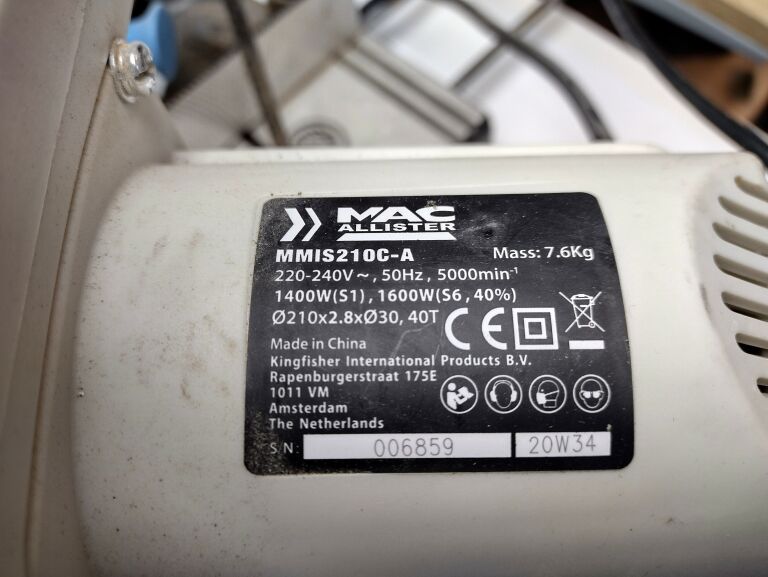 MAC
ALLISTER
MMIS210C-A Mass: 7.6Kg
220-240V~, 50Hz, 5000min⁻¹
1400W(S1), 1600W(S6, 40%)
Ø210x2.8xØ30, 40T
CE
Made in China
Kingfisher International Products B.V.
Rapenburgerstraat 175E
1011 VM
Amsterdam
The Netherlands
S.N: 006859 20W34